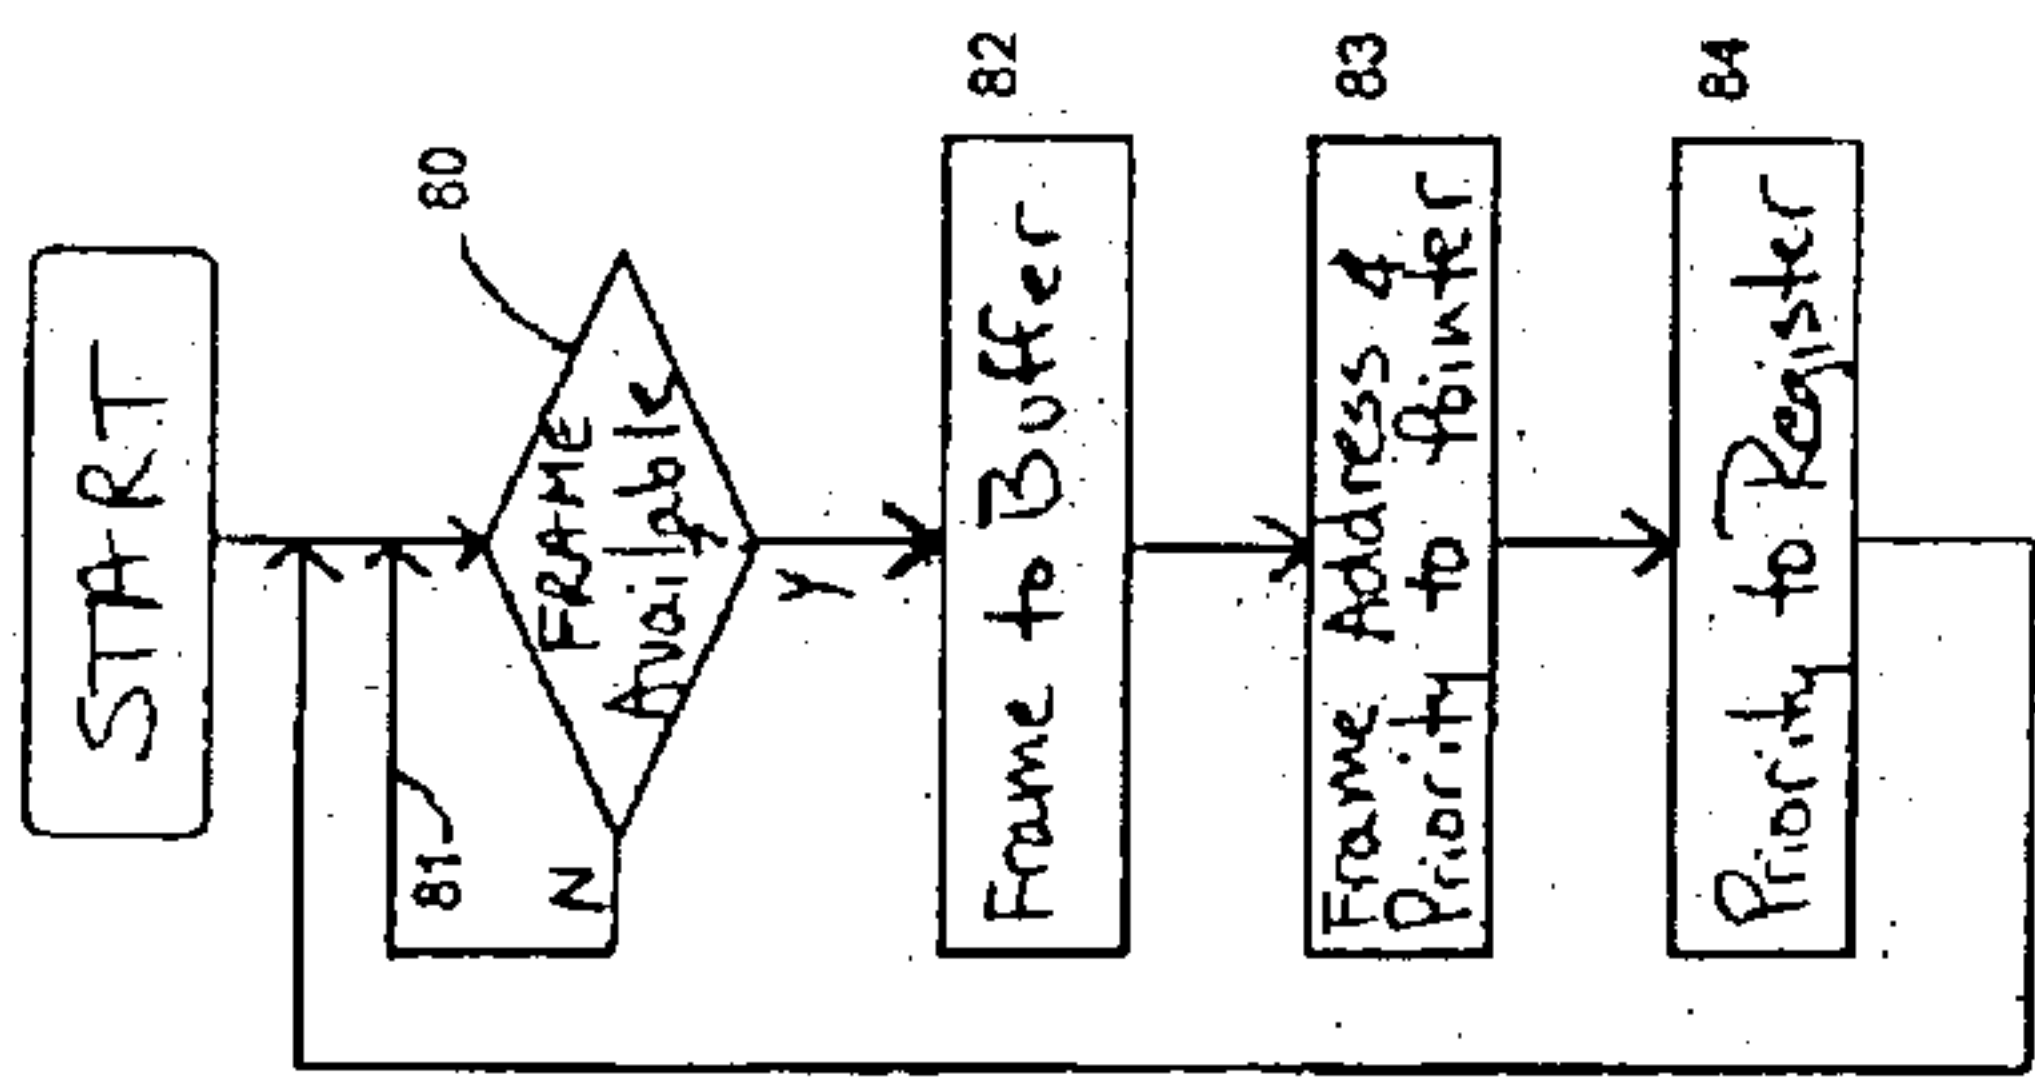 START
80
FRAME
Available
81
N
Y
Frame to Buffer
82
Frame Address &
Priority to Pointer
83
Priority to Register
84